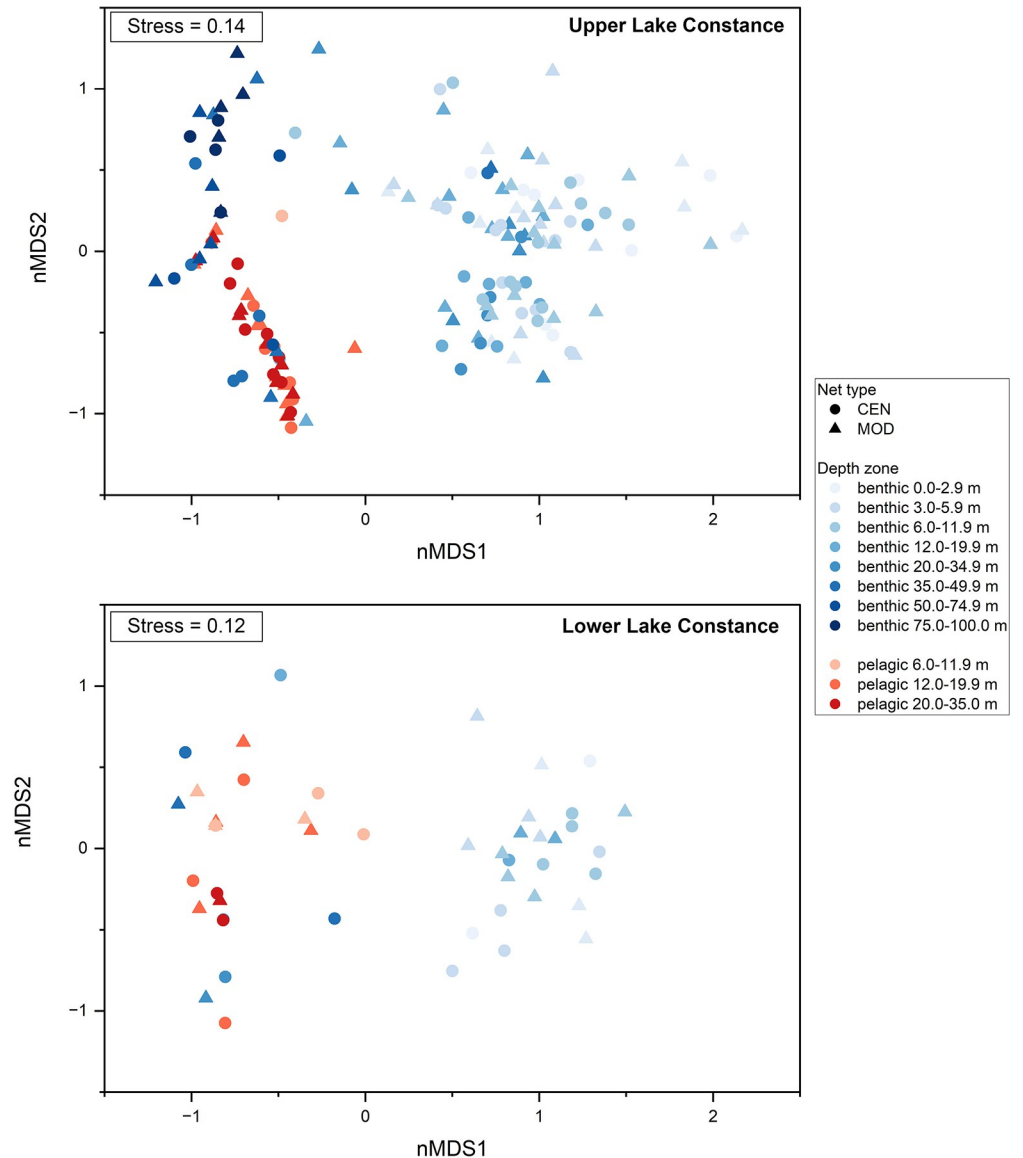 Stress = 0.14
Upper Lake Constance
1
0
−1
nMDS2
−1
0
1
2
nMDS1
Net type
CEN
MOD
Depth zone
benthic 0.0-2.9 m
benthic 3.0-5.9 m
benthic 6.0-11.9 m
benthic 12.0-19.9 m
benthic 20.0-34.9 m
benthic 35.0-49.9 m
benthic 50.0-74.9 m
benthic 75.0-100.0 m
pelagic 6.0-11.9 m
pelagic 12.0-19.9 m
pelagic 20.0-35.0 m
Stress = 0.12
Lower Lake Constance
1
0
−1
nMDS2
−1
0
1
2
nMDS1